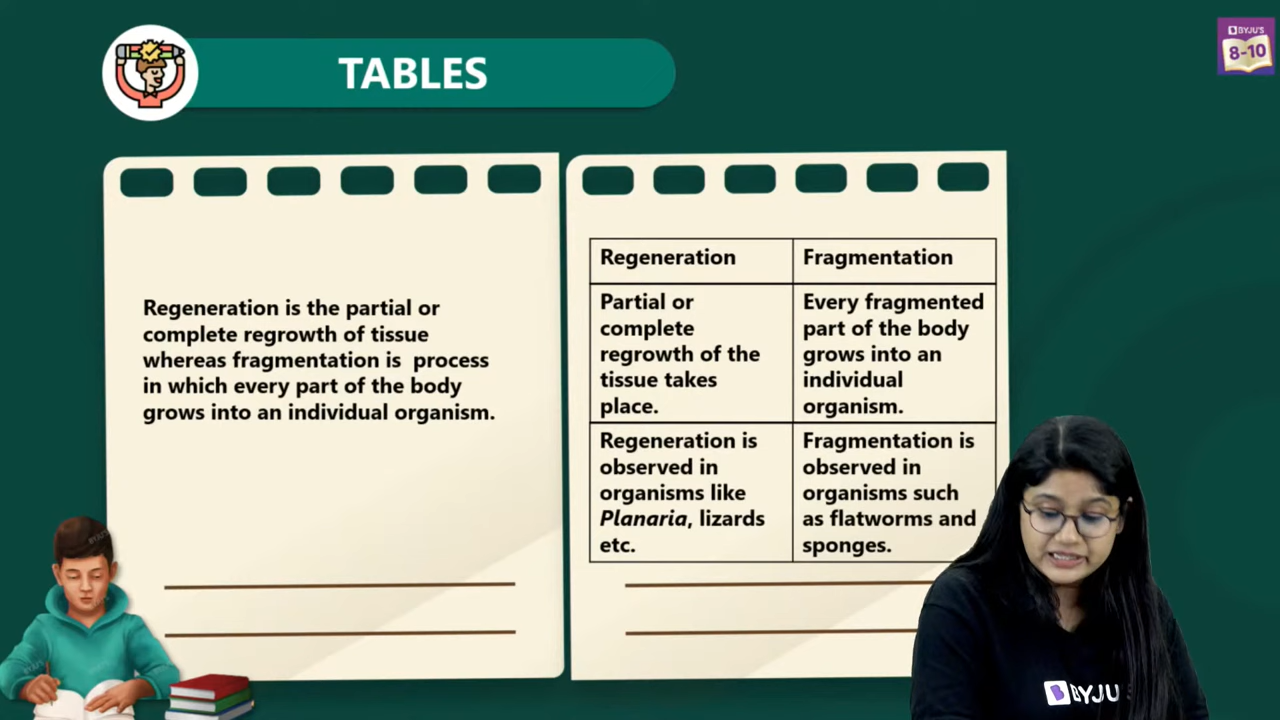 TABLES
BYJU'S
8-10
Regeneration is the partial or
complete regrowth of tissue
whereas fragmentation is process
in which every part of the body
grows into an individual organism.
Regeneration
Fragmentation
Partial or
complete
regrowth of the
tissue takes
place.
Every fragmented
part of the body
grows into an
individual
organism.
Regeneration is
observed in
organisms like
Planaria, lizards
etc.
Fragmentation is
observed in
organisms such
as flatworms and
sponges.
BYJU'S
BYJU'S
BYJU'S
BYJU